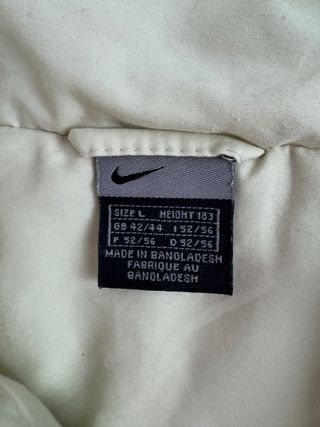 SIZE L HEIGHT 183
GB 42/44 I 52/56
F 52/56 D 52/56
MADE IN BANGLADESH
FABRIQUE AU
BANGLADESH